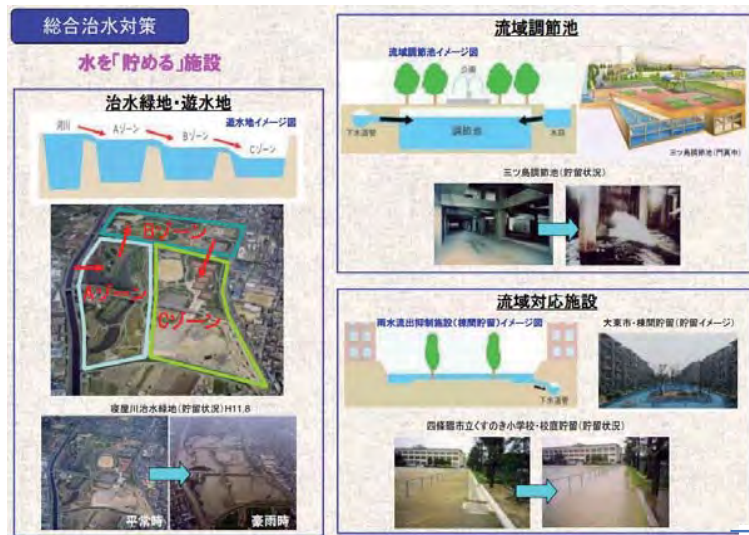 総合治水対策
水を「貯める」施設
治水緑地・遊水地
遊水地イメージ図
河川
Aゾーン
Bゾーン
Cゾーン
Bゾーン
Aゾーン
Cゾーン
寝屋川治水緑地(貯留状況)H11.8
平常時
豪雨時
流域調節池
流域調節池イメージ図
公園
下水道管
調節池
水路
三ツ島調節池(門真市)
三ツ島調節池(貯留状況)
流域対応施設
雨水流出抑制施設(棟間貯留)イメージ図
下水道管
大東市・棟間貯留(貯留イメージ)
四條畷市立くすのき小学校・校庭貯留(貯留状況)